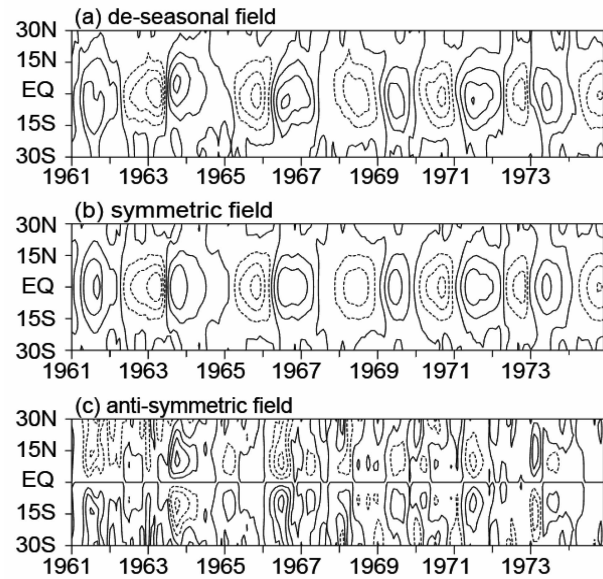 (a) de-seasonal field
30N
15N
EQ
15S
30S
1961 1963 1965 1967 1969 1971 1973
(b) symmetric field
30N
15N
EQ
15S
30S
1961 1963 1965 1967 1969 1971 1973
(c) anti-symmetric field
30N
15N
EQ
15S
30S
1961 1963 1965 1967 1969 1971 1973